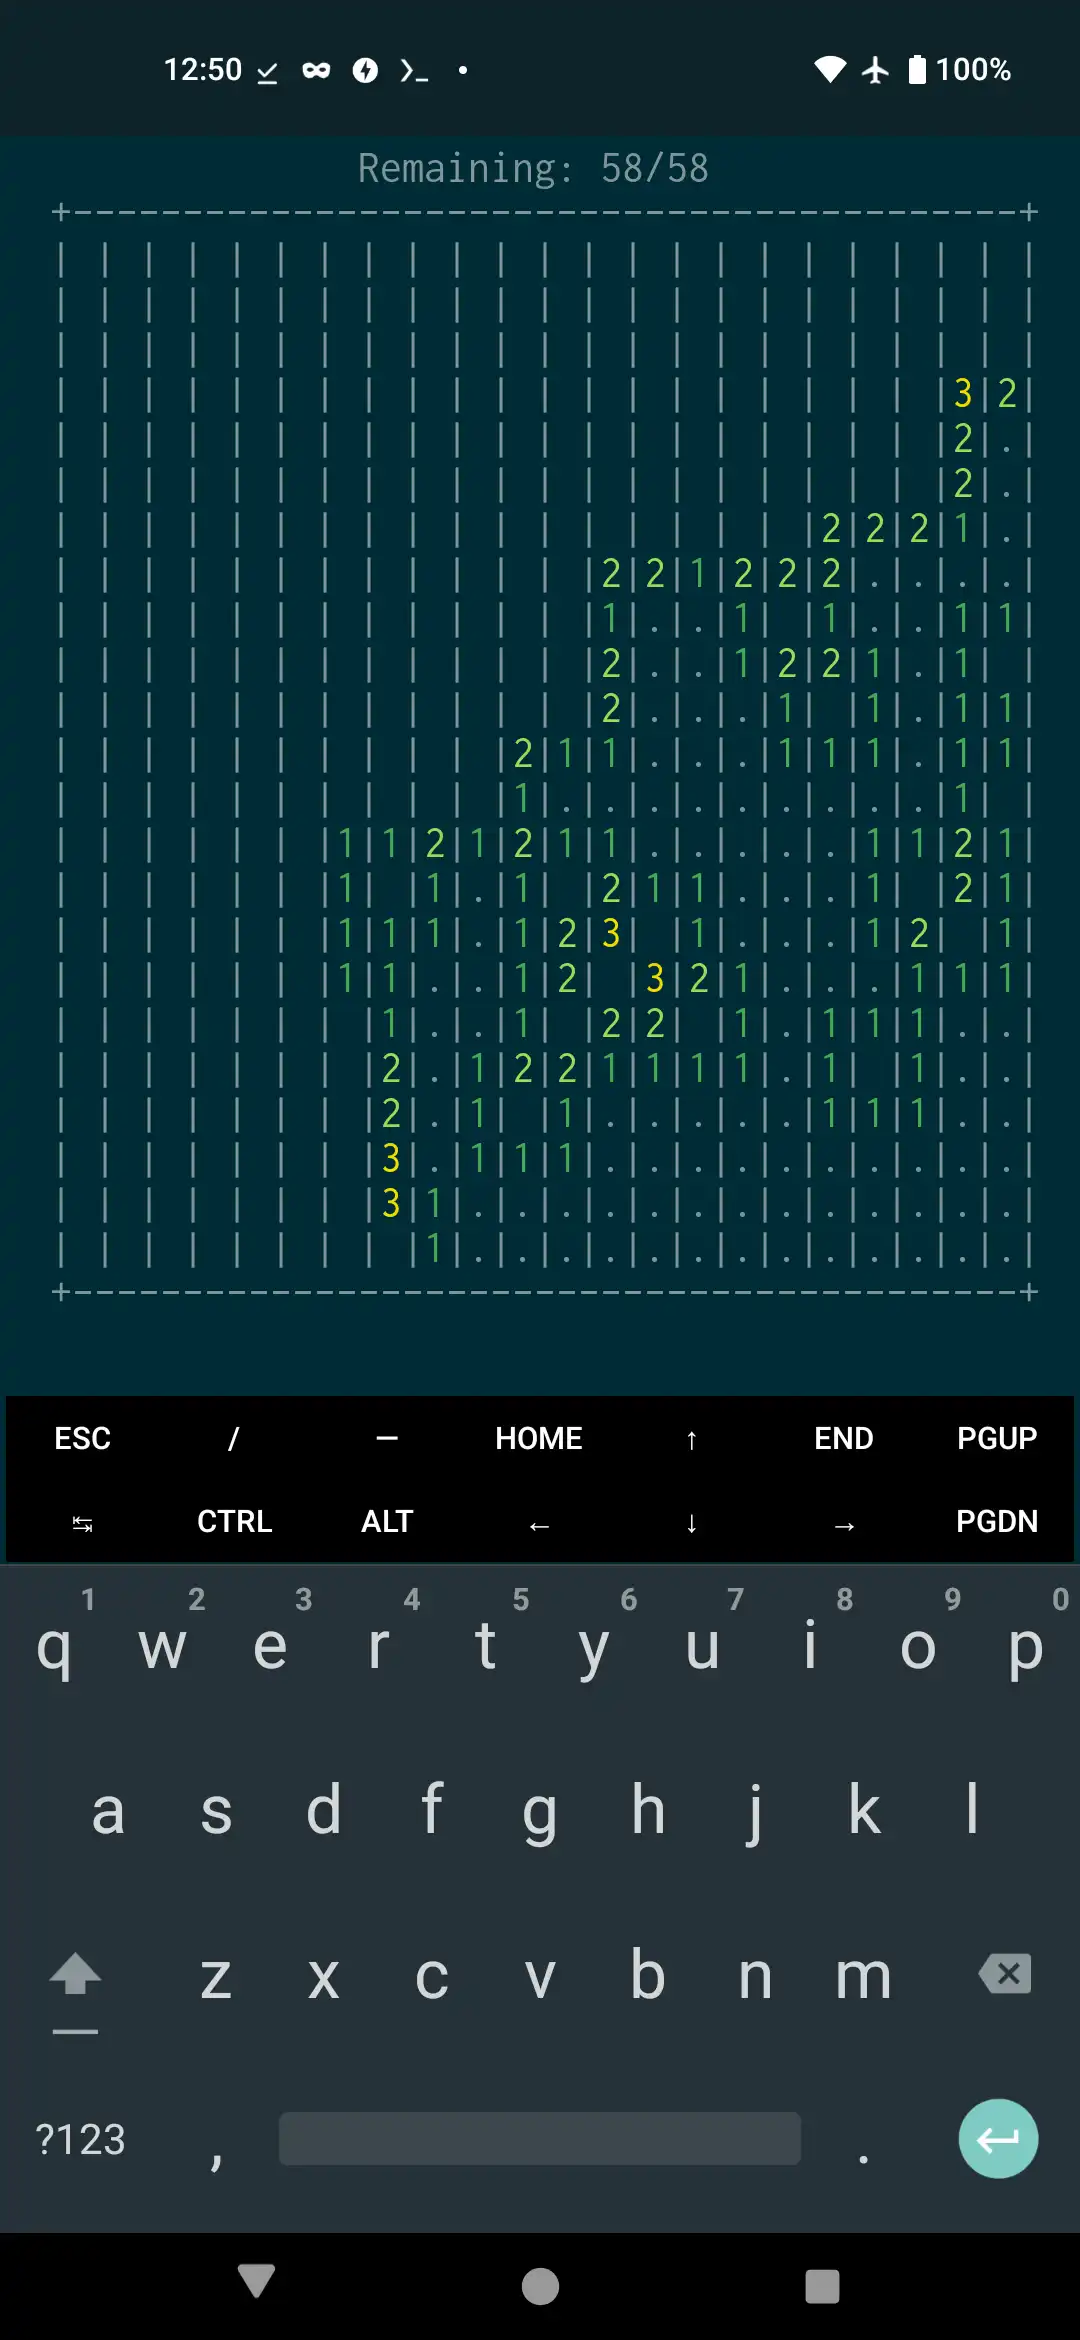 12:50 100%
Remaining: 58/58
+-------------------------------------------+
| | | | | | | | | | | | | | | | | | | | | | |
| | | | | | | | | | | | | | | | | | | | | | |
| | | | | | | | | | | | | | | | | | | | | | |
| | | | | | | | | | | | | | | | | | | | |3|2|
| | | | | | | | | | | | | | | | | | | | |2|.|
| | | | | | | | | | | | | | | | | | | | |2|.|
| | | | | | | | | | | | | | | | | |2|2|2|1|.|
| | | | | | | | | | | | |2|2|1|2|2|2|.|.|.|.|
| | | | | | | | | | | | |1|.|.|1| |1|.|.|1|1|
| | | | | | | | | | | | |2|.|.|1|2|2|1|.|1| |
| | | | | | | | | | | | |2|.|.|.|1| |1|.|1|1|
| | | | | | | | | | |2|1|1|.|.|.|1|1|1|.|1|1|
| | | | | | | | | | |1|.|.|.|.|.|.|.|.|.|1| |
| | | | | | |1|1|2|1|2|1|1|.|.|.|.|.|1|1|2|1|
| | | | | | |1| |1|.|1| |2|1|1|.|.|.|1| |2|1|
| | | | | | |1|1|1|.|1|2|3| |1|.|.|.|1|2| |1|
| | | | | | |1|1|.|.|1|2| |3|2|1|.|.|.|1|1|1|
| | | | | | | |1|.|.|1| |2|2| |1|.|1|1|1|.|.|
| | | | | | | |2|.|1|2|2|1|1|1|1|.|1| |1|.|.|
| | | | | | | |2|.|1| |1|.|.|.|.|.|1|1|1|.|.|
| | | | | | | |3|.|1|1|1|.|.|.|.|.|.|.|.|.|.|
| | | | | | | |3|1|.|.|.|.|.|.|.|.|.|.|.|.|.|
| | | | | | | | |1|.|.|.|.|.|.|.|.|.|.|.|.|.|
+-------------------------------------------+
ESC / — HOME ↑ END PGUP
↹ CTRL ALT ← ↓ → PGDN
1 2 3 4 5 6 7 8 9 0
q w e r t y u i o p
a s d f g h j k l
z x c v b n m
?123 , .